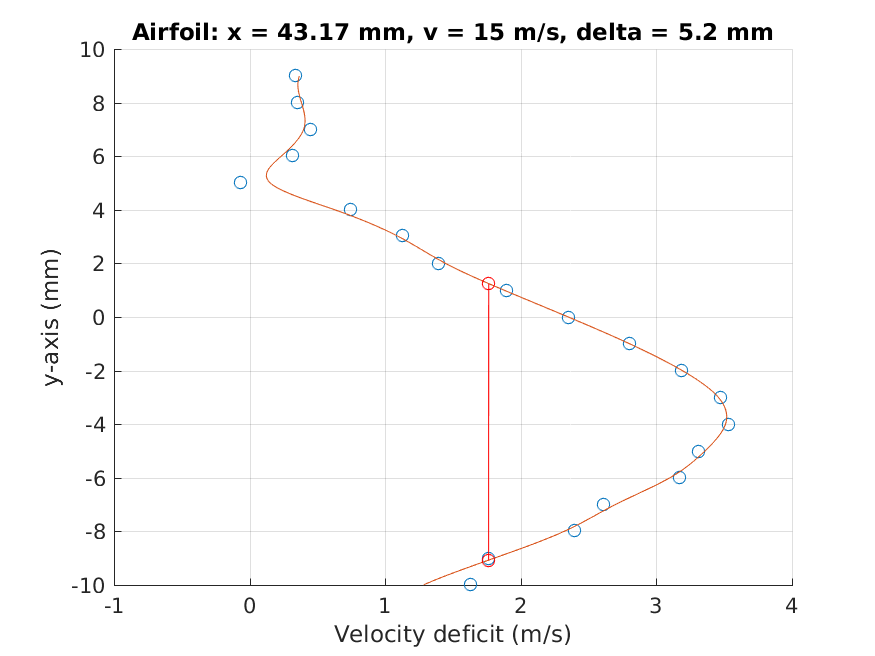 Airfoil: x = 43.17 mm, v = 15 m/s, delta = 5.2 mm
10
8
6
4
2
0
-2
-4
-6
-8
-10
y-axis (mm)
-1 0 1 2 3 4
Velocity deficit (m/s)